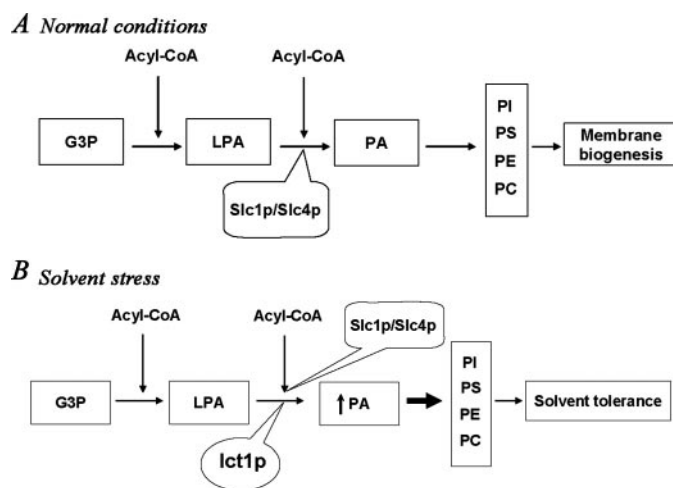 A Normal conditions
Acyl-CoA Acyl-CoA
G3P LPA PA
PI
PS
PE
PC
Membrane
biogenesis
Slc1p/Slc4p
B Solvent stress
Acyl-CoA Acyl-CoA
Slc1p/Slc4p
G3P LPA ↑PA
PI
PS
PE
PC
Solvent tolerance
Ict1p